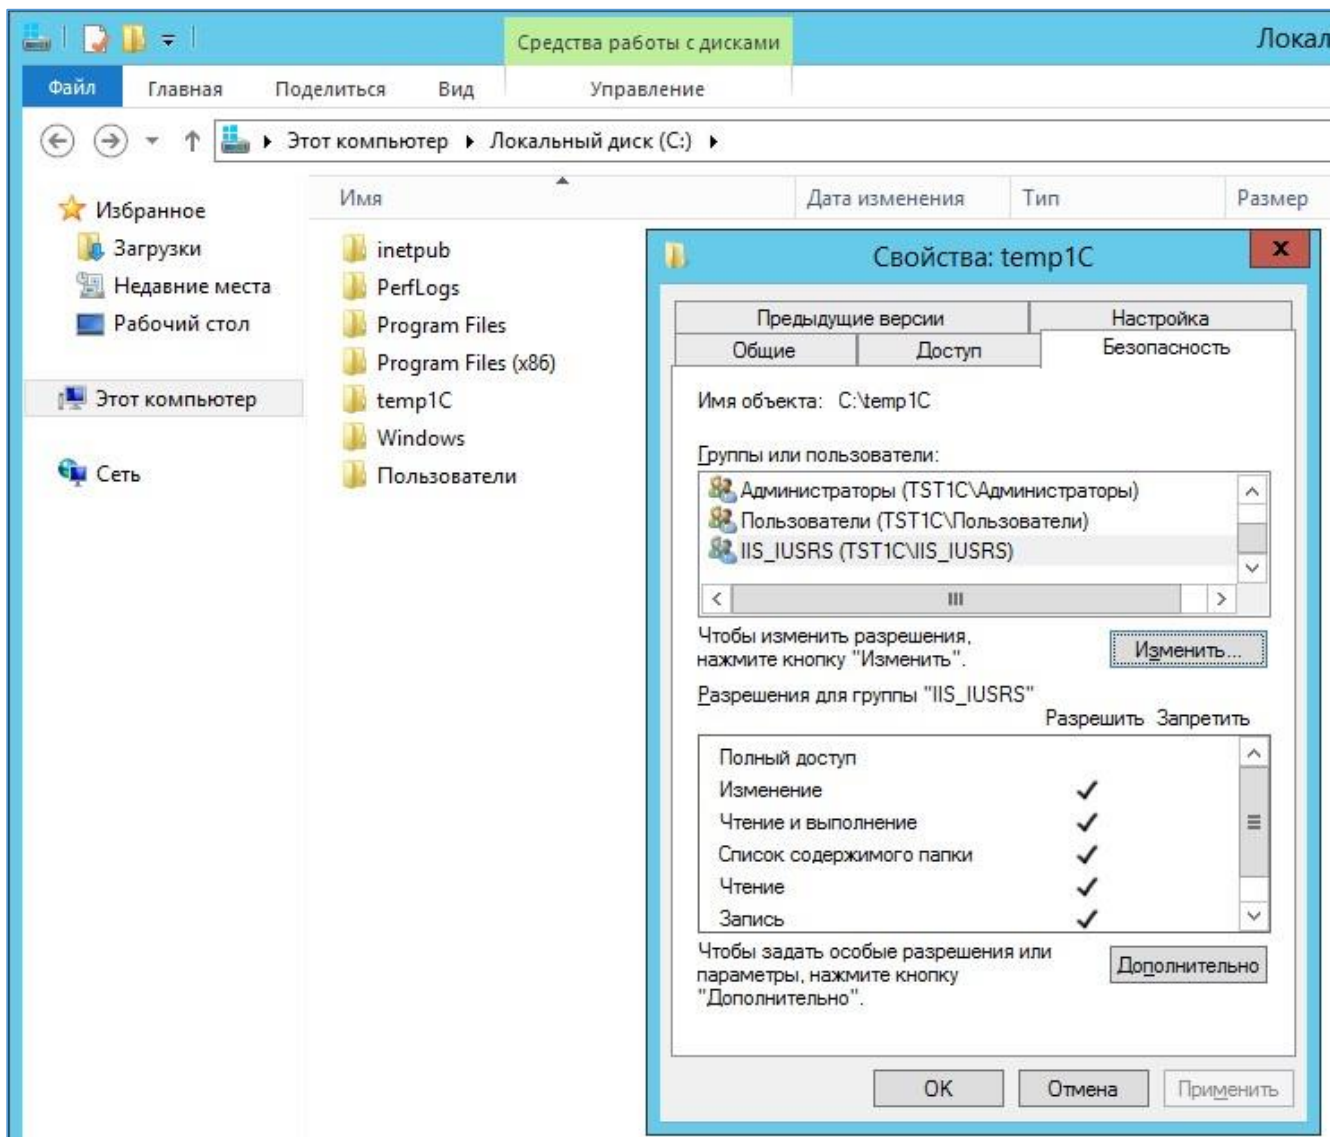 Средства работы с дисками
Локал
Файл Главная Поделиться Вид Управление
Этот компьютер Локальный диск (C:)
Избранное
Загрузки
Недавние места
Рабочий стол
Этот компьютер
Сеть
Имя Дата изменения Тип Размер
inetpub
PerfLogs
Program Files
Program Files (x86)
temp1C
Windows
Пользователи
Свойства: temp1C
Предыдущие версии Настройка
Общие Доступ Безопасность
Имя объекта: C:\temp1C
Группы или пользователи:
Администраторы (TST1C\Администраторы)
Пользователи (TST1C\Пользователи)
IIS_IUSRS (TST1C\IIS_IUSRS)
Чтобы изменить разрешения,
нажмите кнопку "Изменить".
Изменить...
Разрешения для группы "IIS_IUSRS"
Разрешить Запретить
Полный доступ
Изменение
Чтение и выполнение
Список содержимого папки
Чтение
Запись
Чтобы задать особые разрешения или
параметры, нажмите кнопку
"Дополнительно".
Дополнительно
OK Отмена Применить